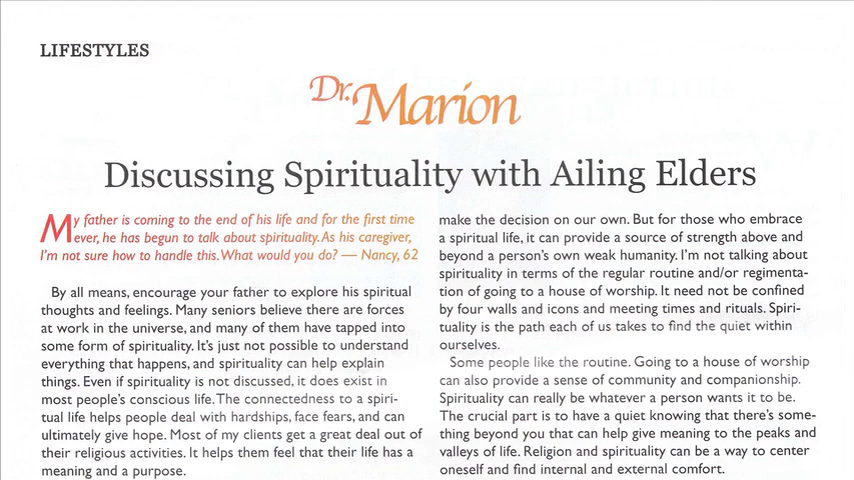 LIFESTYLES
Dr. Marion
Discussing Spirituality with Ailing Elders
My father is coming to the end of his life and for the first time
ever, he has begun to talk about spirituality. As his caregiver,
I'm not sure how to handle this. What would you do? — Nancy, 62
By all means, encourage your father to explore his spiritual
thoughts and feelings. Many seniors believe there are forces
at work in the universe, and many of them have tapped into
some form of spirituality. It's just not possible to understand
everything that happens, and spirituality can help explain
things. Even if spirituality is not discussed, it does exist in
most people's conscious life. The connectedness to a spiri-
tual life helps people deal with hardships, face fears, and can
ultimately give hope. Most of my clients get a great deal out of
their religious activities. It helps them feel that their life has a
meaning and a purpose.
make the decision on our own. But for those who embrace
a spiritual life, it can provide a source of strength above and
beyond a person's own weak humanity. I'm not talking about
spirituality in terms of the regular routine and/or regimenta-
tion of going to a house of worship. It need not be confined
by four walls and icons and meeting times and rituals. Spiri-
tuality is the path each of us takes to find the quiet within
ourselves.
Some people like the routine. Going to a house of worship
can also provide a sense of community and companionship.
Spirituality can really be whatever a person wants it to be.
The crucial part is to have a quiet knowing that there's some-
thing beyond you that can help give meaning to the peaks and
valleys of life. Religion and spirituality can be a way to center
oneself and find internal and external comfort.